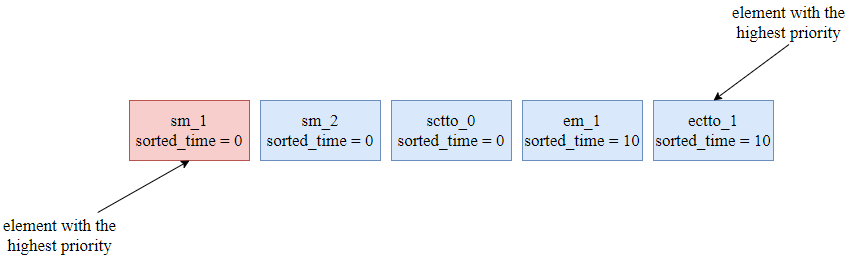 element with the
highest priority
sm_1
sorted_time = 0
sm_2
sorted_time = 0
sctto_0
sorted_time = 0
em_1
sorted_time = 10
ectto_1
sorted_time = 10
element with the
highest priority